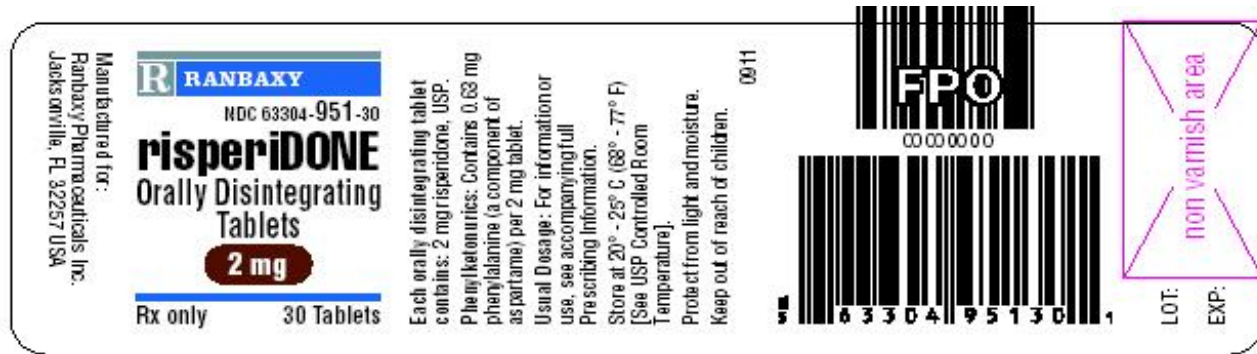 Manufactured for:
Ranbaxy Pharmaceuticals Inc.
Jacksonville, FL 32257 USA
R RANBAXY
NDC 63304-951-30
risperiDONE
Orally Disintegrating
Tablets
2 mg
Rx only 30 Tablets
Each orally disintegrating tablet
contains: 2 mg risperidone, USP.
Phenylketonurics: Contains 0.63 mg
phenylalanine (a component of
aspartame) per 2 mg tablet.
Usual Dosage: For information or
use, see accompanying full
Prescribing Information.
Store at 20° - 25° C (68° - 77° F)
[See USP Controlled Room
Temperature].
Protect from light and moisture.
Keep out of reach of children.
0911
FPO
00000000
3 63304 95130 1
non varnish area
LOT:
EXP: